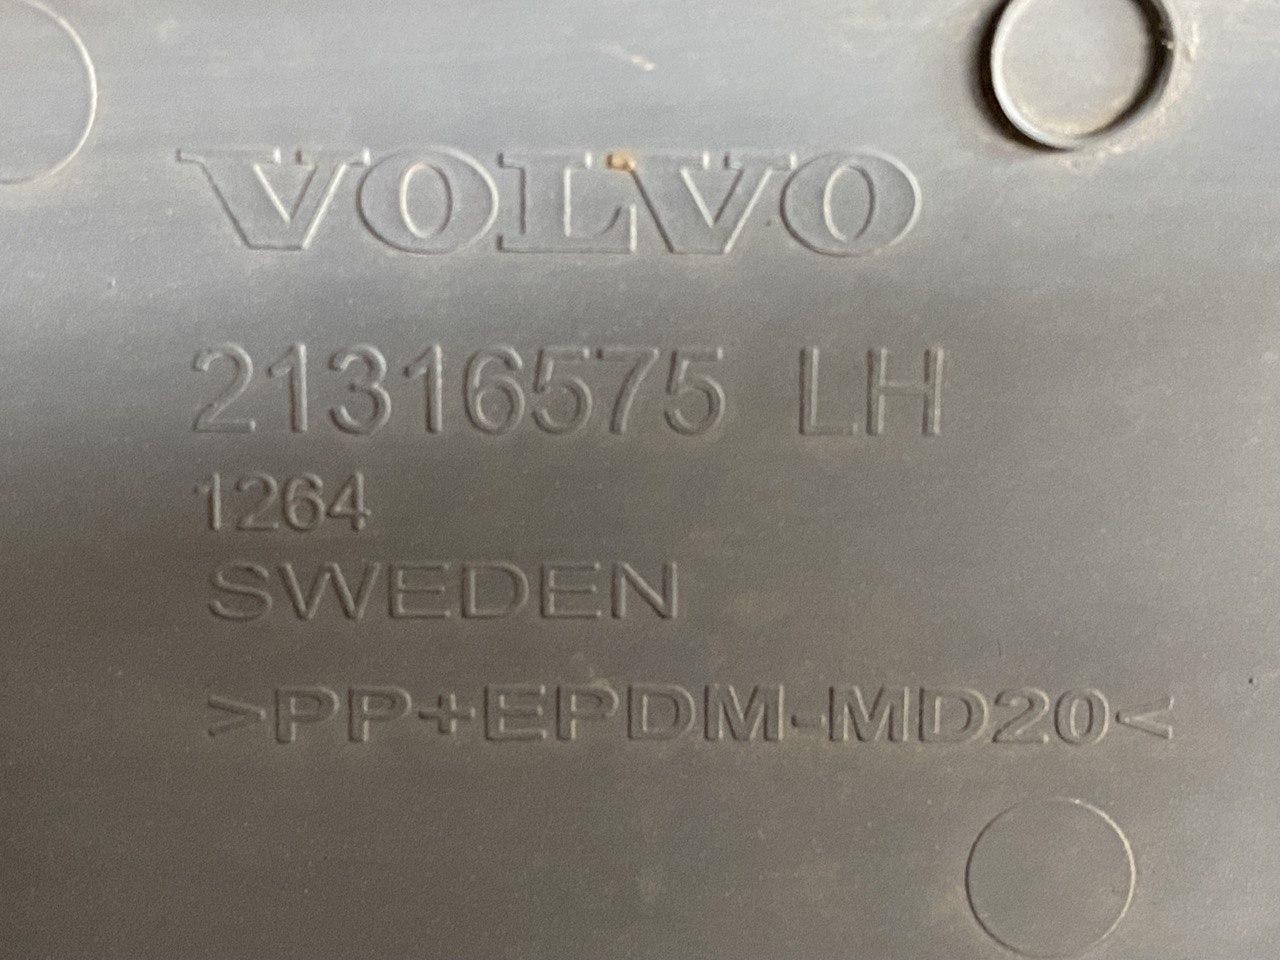 VOLVO
21316575 LH
1264
SWEDEN
>PP+EPDM-MD20<